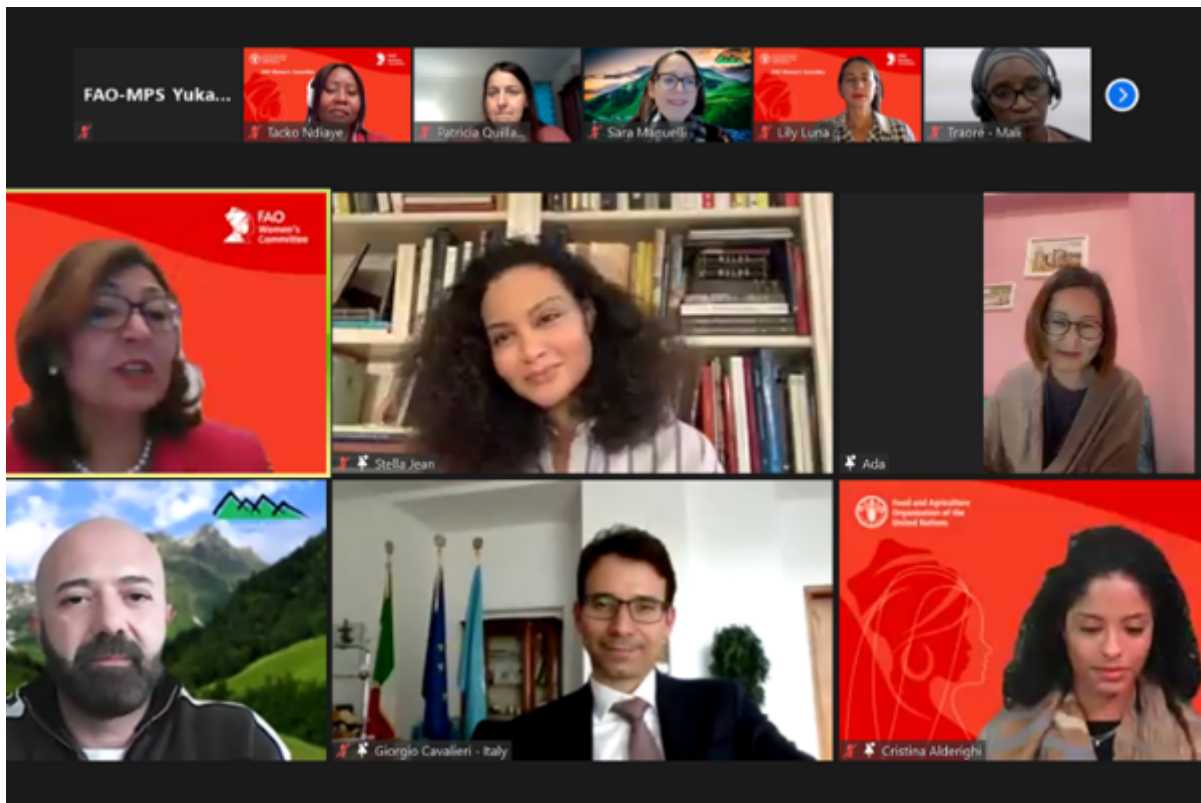 FAO-MPS Yuka...
Tacko Ndiaye
Patricia Quilla...
Sara Manuelli
Lily Luna
Traoré - Mali
FAO
Women's
Committee
Stella Jean
Ada
Giorgio Cavalieri - Italy
Food and Agriculture
Organization of the
United Nations
Cristina Alderighi